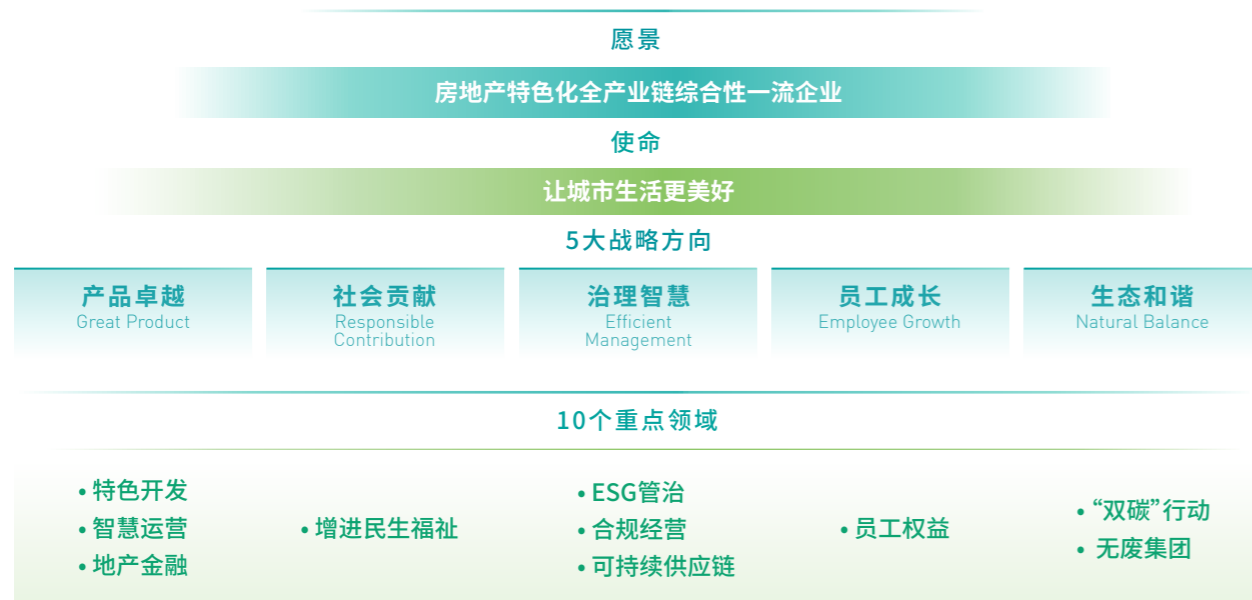 愿景
房地产特色化全产业链综合性一流企业
使命
让城市生活更美好
5大战略方向
产品卓越
Great Product
社会贡献
Responsible
Contribution
治理智慧
Efficient
Management
员工成长
Employee Growth
生态和谐
Natural Balance
10个重点领域
• 特色开发
• 智慧运营
• 地产金融
• 增进民生福祉
• ESG管治
• 合规经营
• 可持续供应链
• 员工权益
• “双碳”行动
• 无废集团